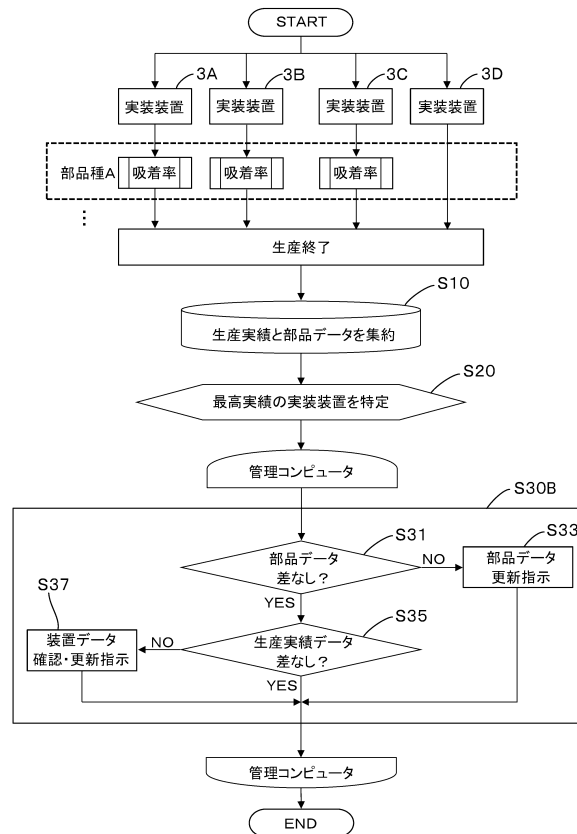 START
3A
3B
3C
3D
実装装置
実装装置
実装装置
実装装置
部品種A
吸着率
吸着率
吸着率
⋮
生産終了
S10
生産実績と部品データを集約
S20
最高実績の実装装置を特定
管理コンピュータ
S30B
S31
部品データ
差なし?
NO
S33
部品データ
更新指示
YES
S35
生産実績データ
差なし?
NO
S37
装置データ
確認・更新指示
YES
管理コンピュータ
END